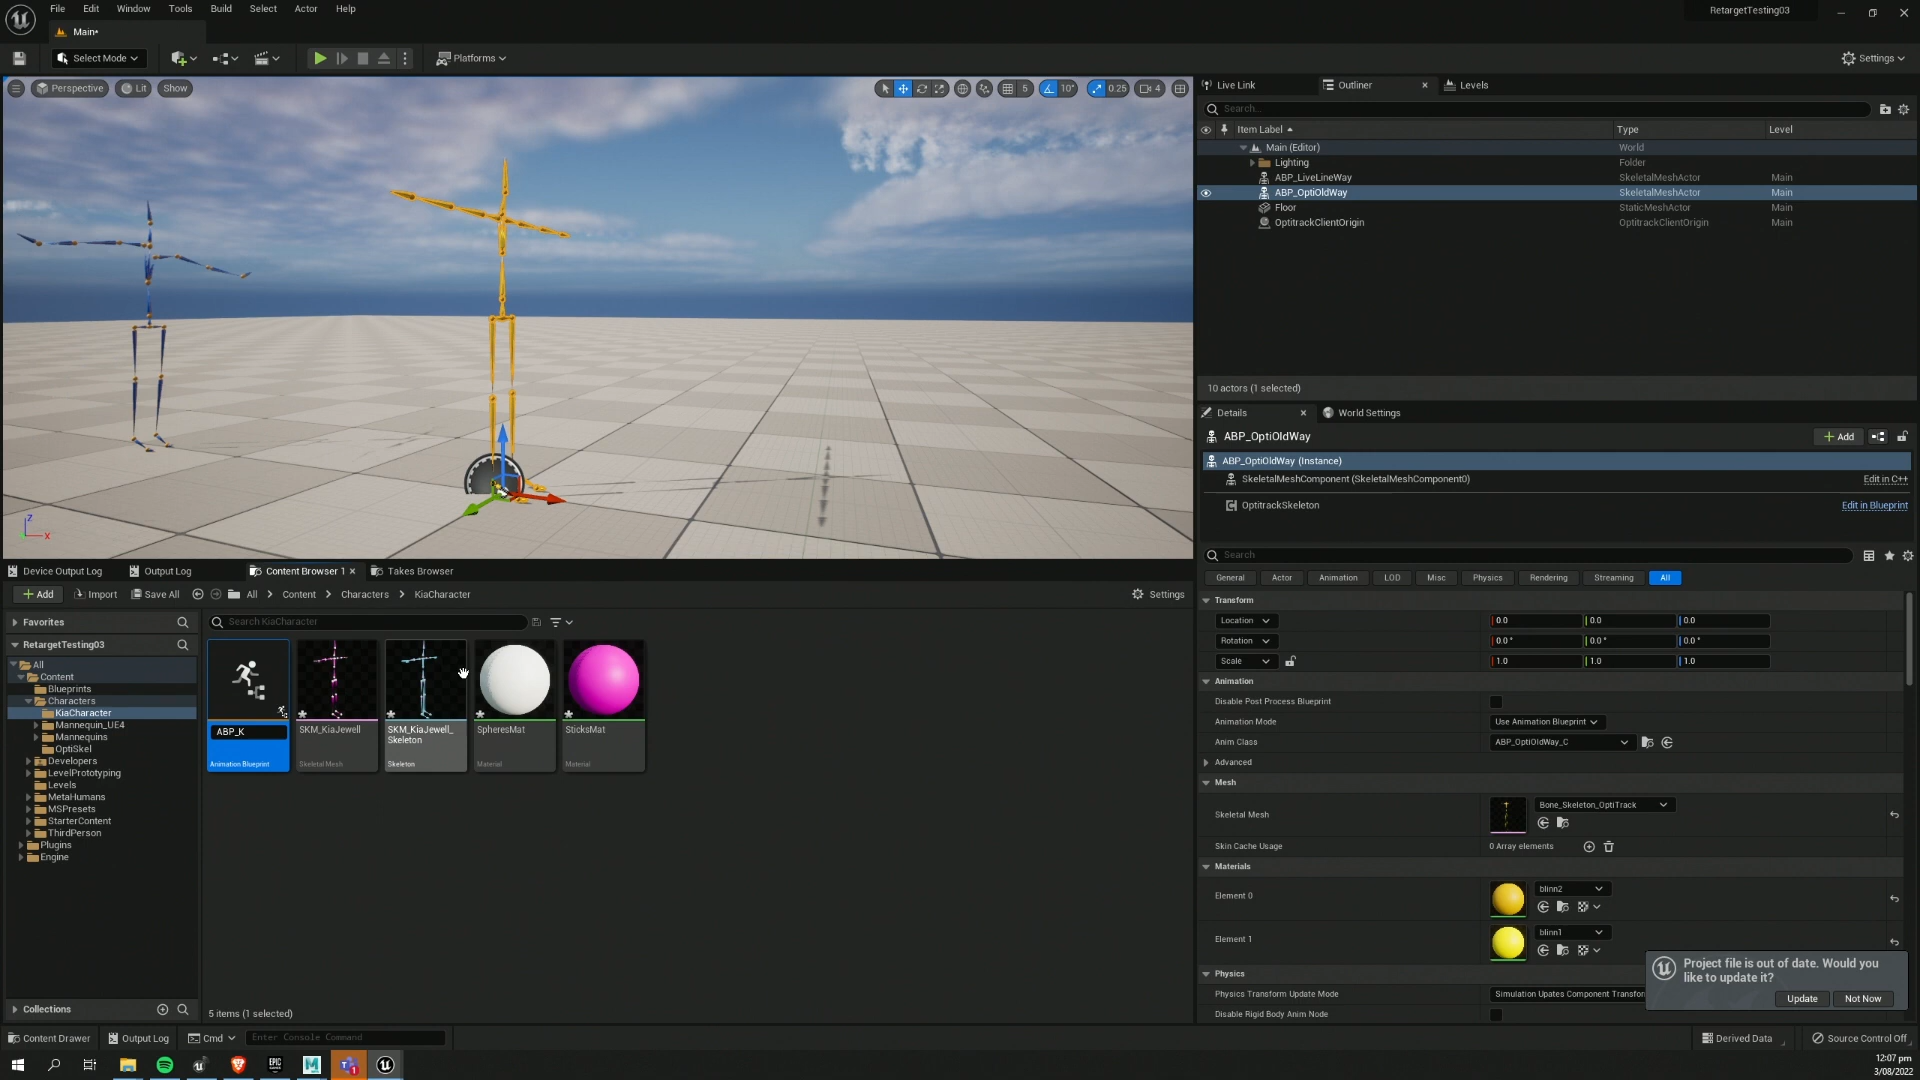 File Edit Window Tools Build Select Actor Help
RetargetTesting03
Main•
Select Mode
Platforms
Settings
Perspective
Lit
Show
5
10°
0.25
4
Z
X
Live Link
Outliner
Levels
Search...
Item Label
Type
Level
Main (Editor)
World
Lighting
Folder
ABP_LiveLineWay
SkeletalMeshActor
Main
ABP_OptiOldWay
SkeletalMeshActor
Main
Floor
StaticMeshActor
Main
OptitrackClientOrigin
OptitrackClientOrigin
Main
10 actors (1 selected)
Details
World Settings
ABP_OptiOldWay
Add
ABP_OptiOldWay (Instance)
SkeletalMeshComponent (SkeletalMeshComponent0)
Edit in C++
OptitrackSkeleton
Edit in Blueprint
Search
General
Actor
Animation
LOD
Misc
Physics
Rendering
Streaming
All
Transform
Location
0.0
0.0
0.0
Rotation
0.0 °
0.0 °
0.0 °
Scale
1.0
1.0
1.0
Animation
Disable Post Process Blueprint
Animation Mode
Use Animation Blueprint
Anim Class
ABP_OptiOldWay_C
Advanced
Mesh
Skeletal Mesh
Bone_Skeleton_OptiTrack
Skin Cache Usage
0 Array elements
Materials
Element 0
blinn2
Element 1
blinn1
Physics
Physics Transform Update Mode
Simulation Upates Component Transfor
Disable Rigid Body Anim Node
Project file is out of date. Would you
like to update it?
Update
Not Now
Device Output Log
Output Log
Content Browser 1
Takes Browser
Add
Import
Save All
All
Content
Characters
KiaCharacter
Settings
Favorites
RetargetTesting03
All
Content
Blueprints
Characters
KiaCharacter
Mannequin_UE4
Mannequins
OptiSkel
Developers
LevelPrototyping
Levels
MetaHumans
MSPresets
StarterContent
ThirdPerson
Plugins
Engine
Collections
Search KiaCharacter
ABP_K
Animation Blueprint
SKM_KiaJewell
Skeletal Mesh
SKM_KiaJewell_
Skeleton
Skeleton
SpheresMat
Material
SticksMat
Material
5 items (1 selected)
Content Drawer
Output Log
Cmd
Enter Console Command
Derived Data
Source Control Off
EPIC
M
T
1
12:07 pm
3/08/2022